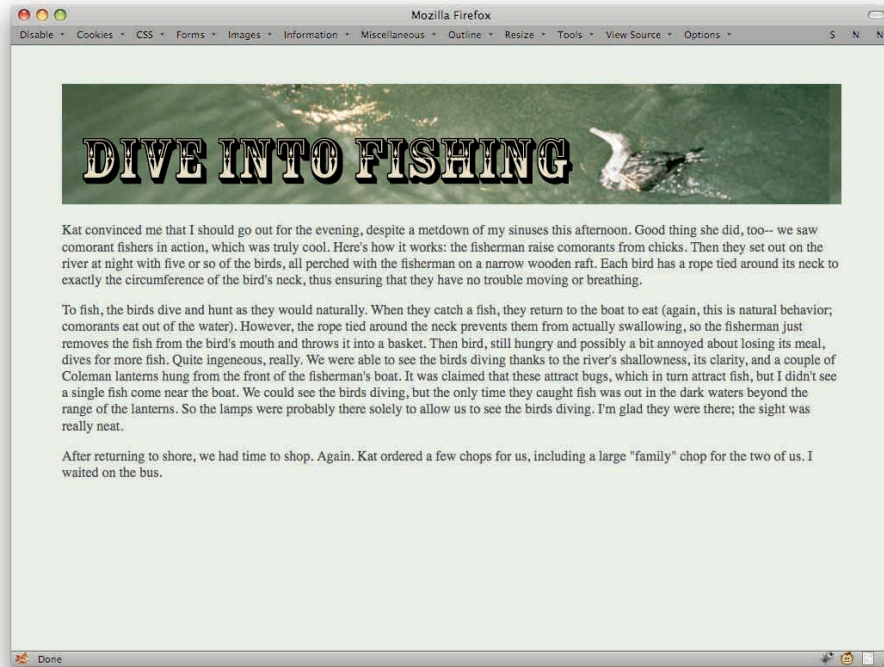 Mozilla Firefox
Disable Cookies CSS Forms Images Information Miscellaneous Outline Resize Tools View Source Options S N N
DIVE INTO FISHING
Kat convinced me that I should go out for the evening, despite a metdown of my sinuses this afternoon. Good thing she did, too-- we saw
comorant fishers in action, which was truly cool. Here's how it works: the fisherman raise comorants from chicks. Then they set out on the
river at night with five or so of the birds, all perched with the fisherman on a narrow wooden raft. Each bird has a rope tied around its neck to
exactly the circumference of the bird's neck, thus ensuring that they have no trouble moving or breathing.
To fish, the birds dive and hunt as they would naturally. When they catch a fish, they return to the boat to eat (again, this is natural behavior;
comorants eat out of the water). However, the rope tied around the neck prevents them from actually swallowing, so the fisherman just
removes the fish from the bird's mouth and throws it into a basket. Then bird, still hungry and possibly a bit annoyed about losing its meal,
dives for more fish. Quite ingeneous, really. We were able to see the birds diving thanks to the river's shallowness, its clarity, and a couple of
Coleman lanterns hung from the front of the fisherman's boat. It was claimed that these attract bugs, which in turn attract fish, but I didn't see
a single fish come near the boat. We could see the birds diving, but the only time they caught fish was out in the dark waters beyond the
range of the lanterns. So the lamps were probably there solely to allow us to see the birds diving. I'm glad they were there; the sight was
really neat.
After returning to shore, we had time to shop. Again. Kat ordered a few chops for us, including a large "family" chop for the two of us. I
waited on the bus.
Done